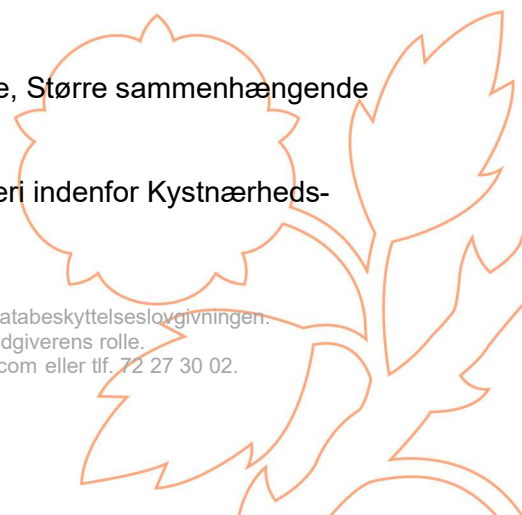 e, Større sammenhængende
eri indenfor Kystnærheds-
atabeskyttelseslovgivningen.
dgiverens rolle.
com eller tlf. 72 27 30 02.